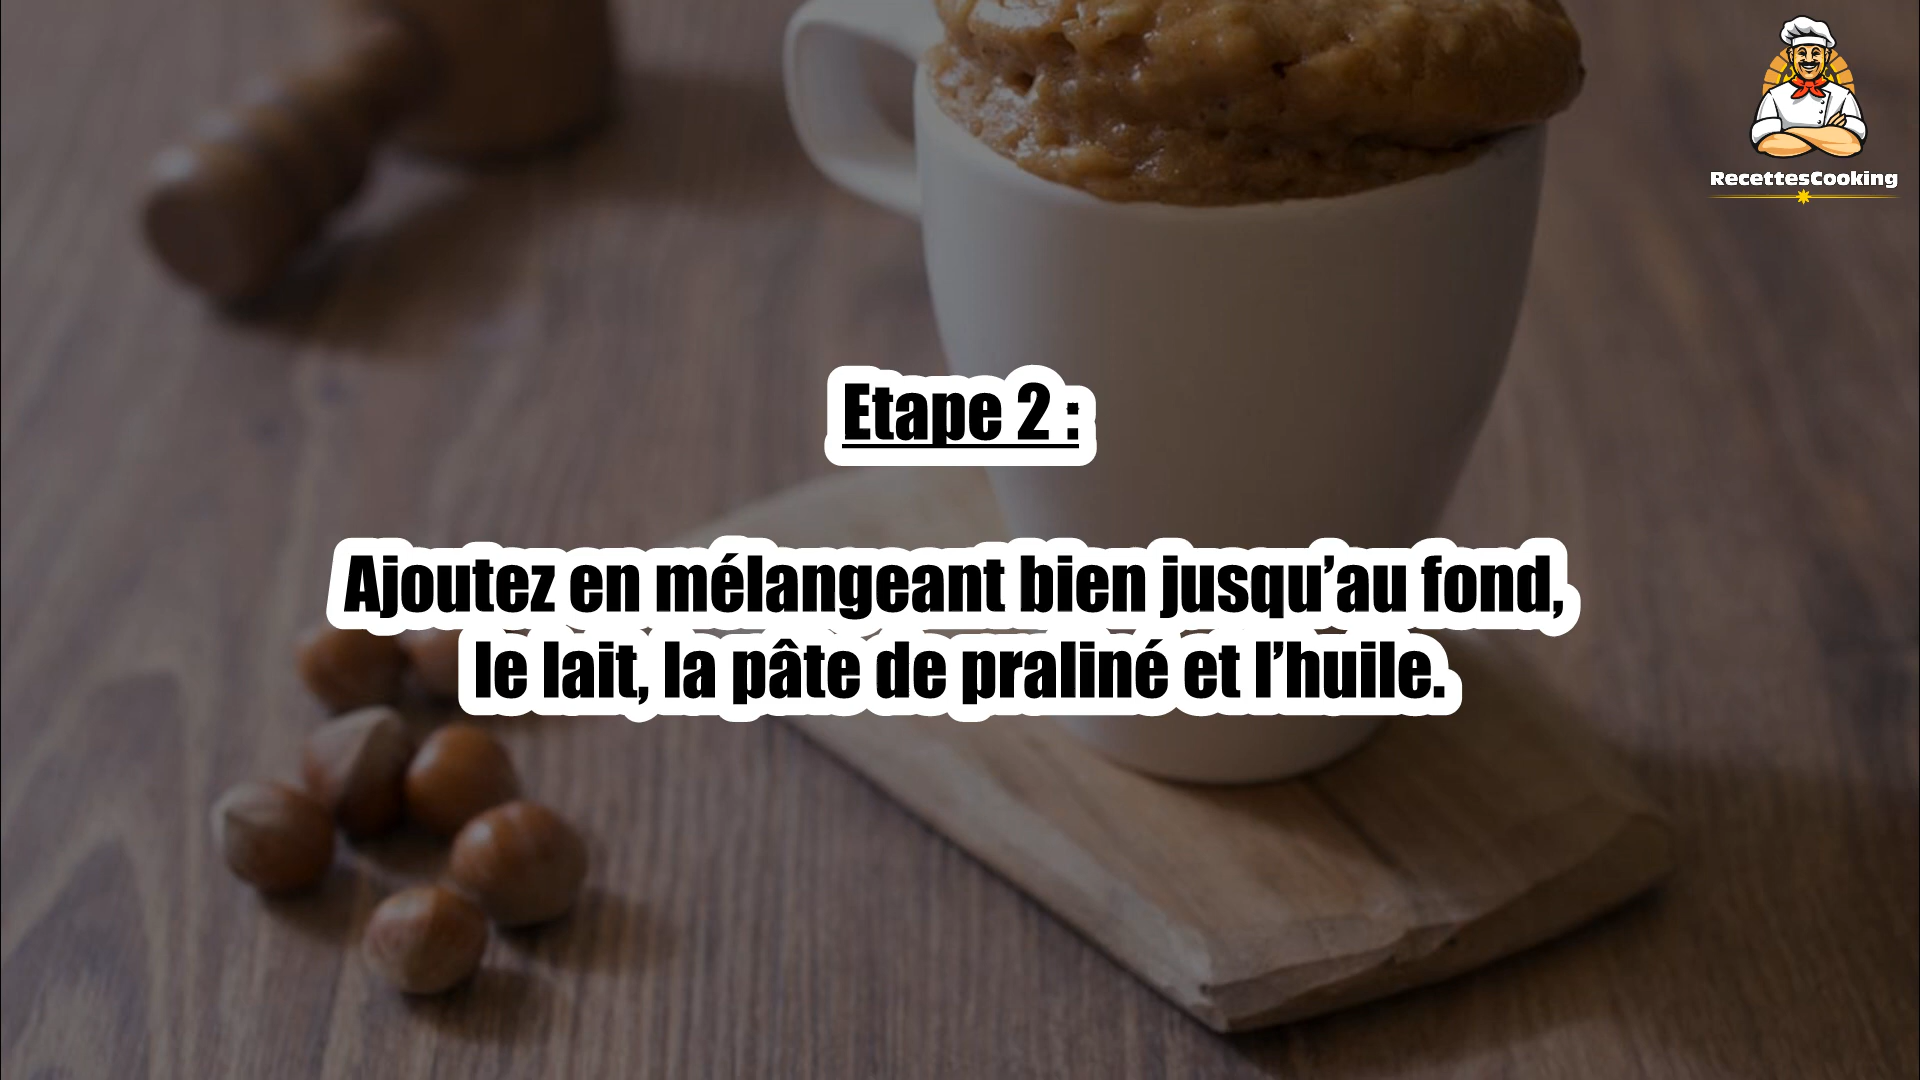 RecettesCooking
Etape 2 :
Ajoutez en mélangeant bien jusqu’au fond,
le lait, la pâte de praliné et l’huile.